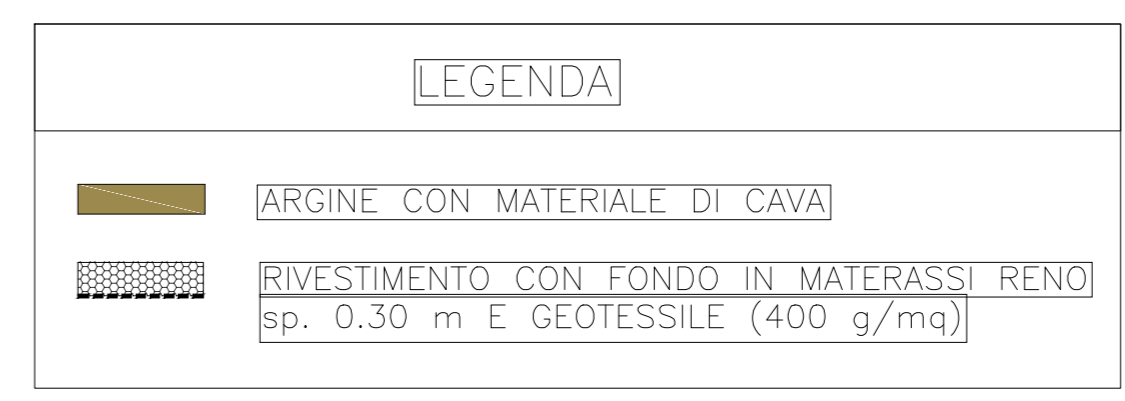 LEGENDA
ARGINE CON MATERIALE DI CAVA
RIVESTIMENTO CON FONDO IN MATERASSI RENO
sp. 0.30 m E GEOTESSILE (400 g/mq)